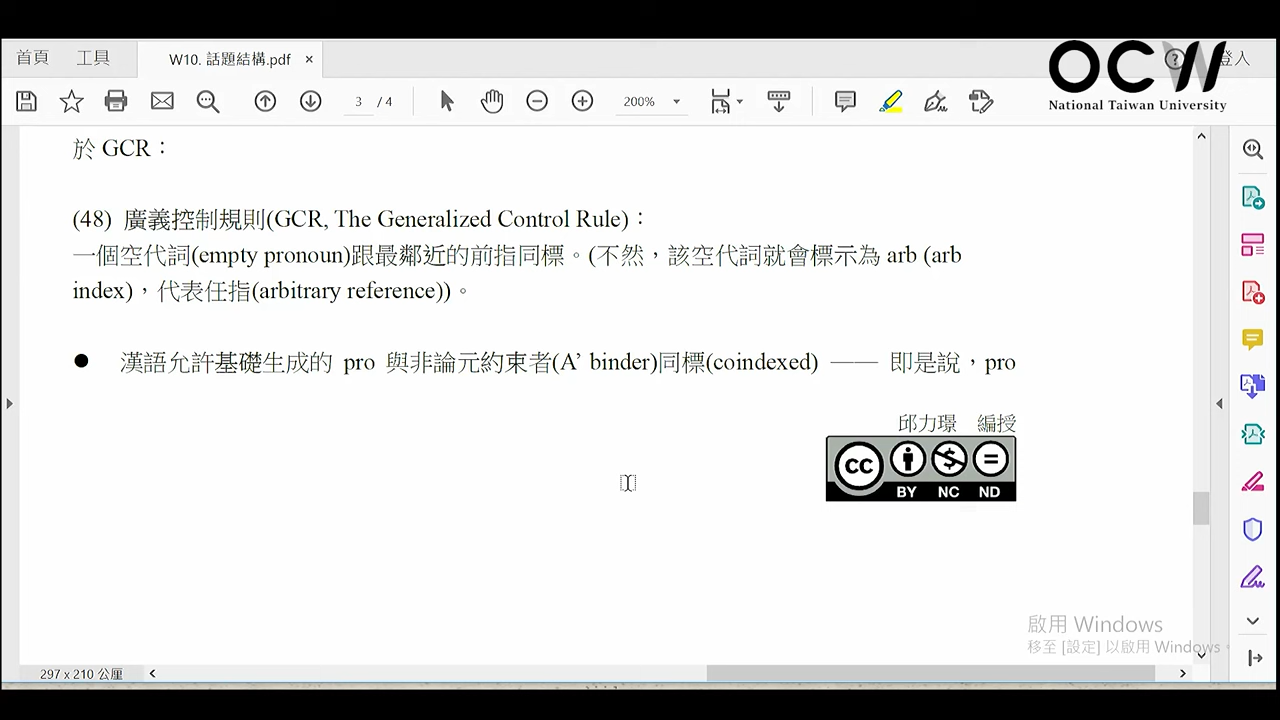 首頁 工具 W10. 話題結構.pdf ×
OCW
登入
National Taiwan University
3 / 4 200%
於 GCR：
(48) 廣義控制規則(GCR, The Generalized Control Rule)：
一個空代詞(empty pronoun)跟最鄰近的前指同標。(不然，該空代詞就會標示為 arb (arb
index)，代表任指(arbitrary reference))。
● 漢語允許基礎生成的 pro 與非論元約束者(A’ binder)同標(coindexed) —— 即是說，pro
邱力璟 編授
cc
BY NC ND
啟用 Windows
移至 [設定] 以啟用 Windows。
297 x 210 公厘